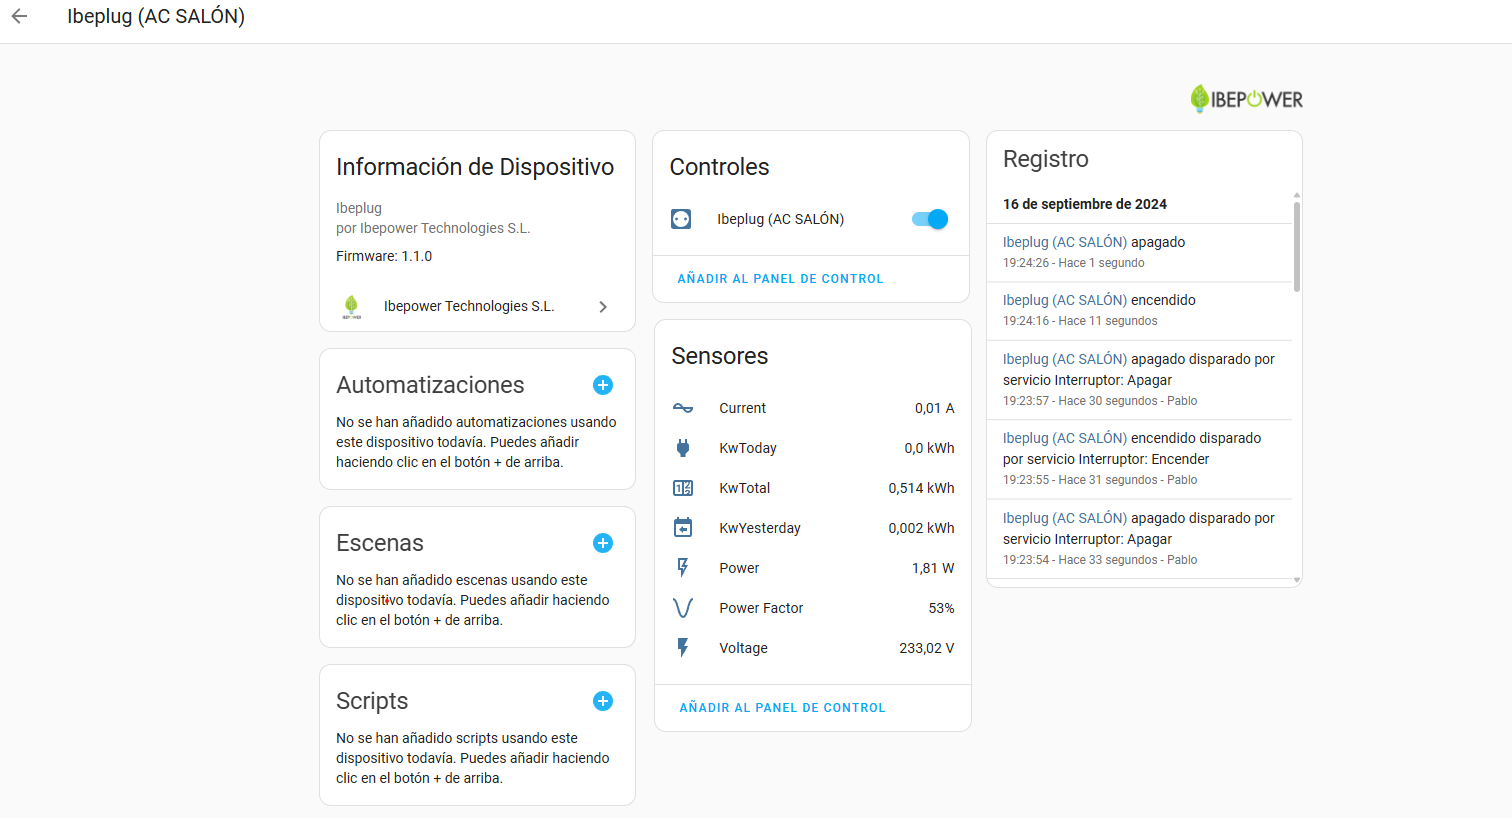 Ibeplug (AC SALÓN)
IBEPOWER
Información de Dispositivo
Ibeplug
por Ibepower Technologies S.L.
Firmware: 1.1.0
IBEPOWER
Ibepower Technologies S.L.
Automatizaciones
No se han añadido automatizaciones usando
este dispositivo todavía. Puedes añadir
haciendo clic en el botón + de arriba.
Escenas
No se han añadido escenas usando este
dispositivo todavía. Puedes añadir haciendo
clic en el botón + de arriba.
Scripts
No se han añadido scripts usando este
dispositivo todavía. Puedes añadir haciendo
clic en el botón + de arriba.
Controles
Ibeplug (AC SALÓN)
AÑADIR AL PANEL DE CONTROL
Sensores
Current 0,01 A
KwToday 0,0 kWh
KwTotal 0,514 kWh
KwYesterday 0,002 kWh
Power 1,81 W
Power Factor 53%
Voltage 233,02 V
AÑADIR AL PANEL DE CONTROL
Registro
16 de septiembre de 2024
Ibeplug (AC SALÓN) apagado
19:24:26 - Hace 1 segundo
Ibeplug (AC SALÓN) encendido
19:24:16 - Hace 11 segundos
Ibeplug (AC SALÓN) apagado disparado por
servicio Interruptor: Apagar
19:23:57 - Hace 30 segundos - Pablo
Ibeplug (AC SALÓN) encendido disparado
por servicio Interruptor: Encender
19:23:55 - Hace 31 segundos - Pablo
Ibeplug (AC SALÓN) apagado disparado por
servicio Interruptor: Apagar
19:23:54 - Hace 33 segundos - Pablo